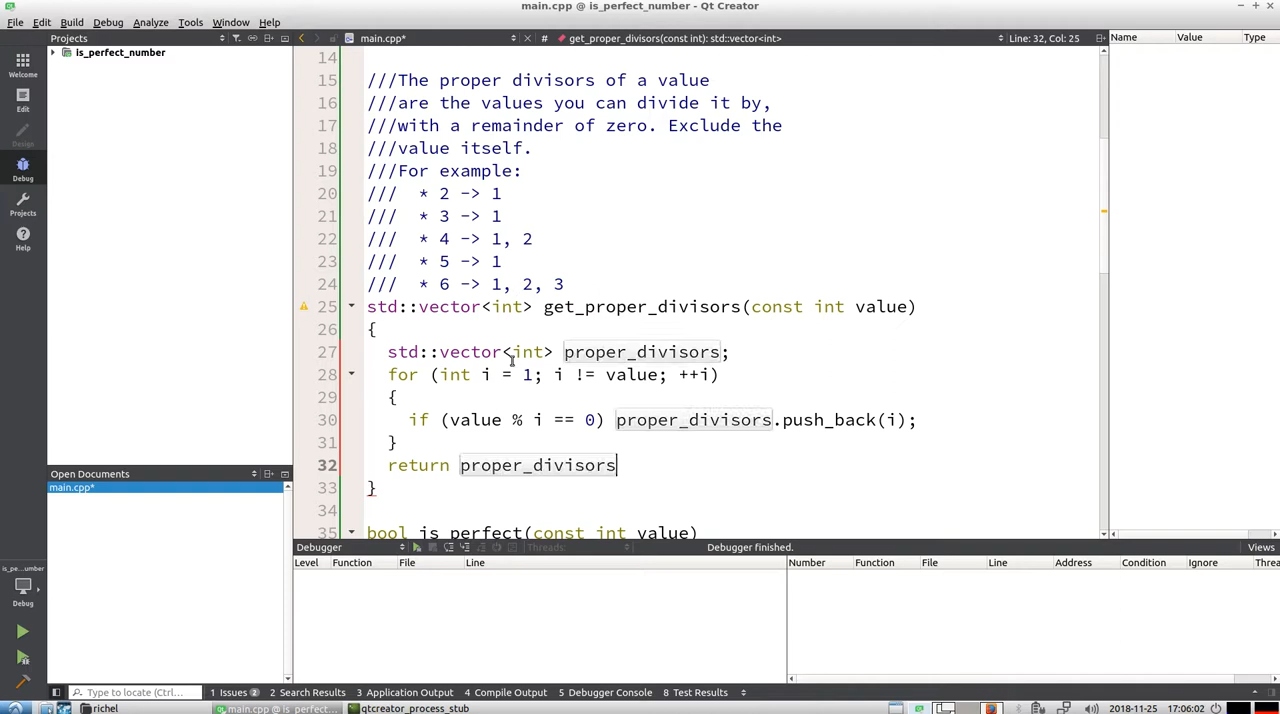 main.cpp @ is_perfect_number - Qt Creator
File Edit Build Debug Analyze Tools Window Help
Projects
main.cpp*
#
get_proper_divisors(const int): std::vector<int>
Line: 32, Col: 25
Name Value Type
is_perfect_number
Welcome
Edit
Design
Debug
Projects
Help
14
15 ///The proper divisors of a value
16 ///are the values you can divide it by,
17 ///with a remainder of zero. Exclude the
18 ///value itself.
19 ///For example:
20 /// * 2 -> 1
21 /// * 3 -> 1
22 /// * 4 -> 1, 2
23 /// * 5 -> 1
24 /// * 6 -> 1, 2, 3
25 std::vector<int> get_proper_divisors(const int value)
26 {
27 std::vector<int> proper_divisors;
28 for (int i = 1; i != value; ++i)
29 {
30 if (value % i == 0) proper_divisors.push_back(i);
31 }
32 return proper_divisors
33 }
34
35 bool is_perfect(const int value)
Open Documents
main.cpp*
Debugger
Threads:
Debugger finished.
Views
Level Function File Line
Number Function File Line Address Condition Ignore Threa
is_pe...umber
Debug
Type to locate (Ctrl...
1 Issues 2
2 Search Results
3 Application Output
4 Compile Output
5 Debugger Console
8 Test Results
richel
main.cpp @ is_perfect...
qtcreator_process_stub
2018-11-25
17:06:02